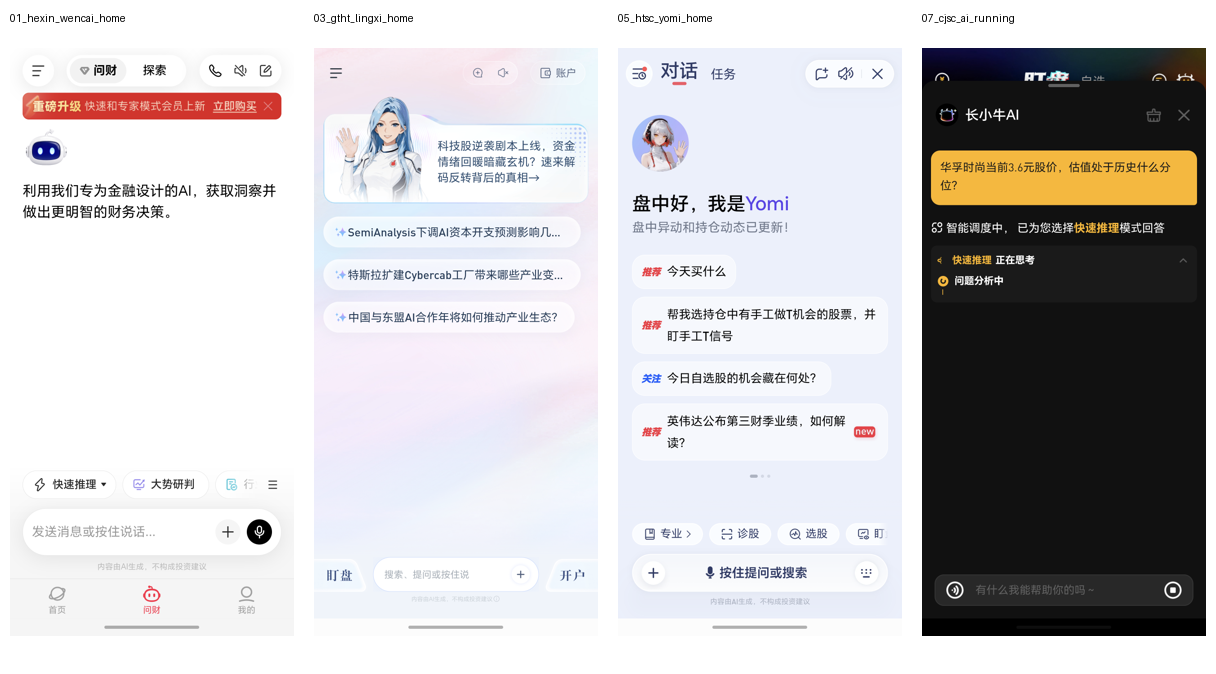 01_hexin_wencai_home
问财
探索
重磅升级 快速和专家模式会员上新 立即购买
利用我们专为金融设计的AI，获取洞察并
做出更明智的财务决策。
快速推理
大势研判
行
发送消息或按住说话...
内容由AI生成，不构成投资建议
首页
问财
我的
03_gtht_lingxi_home
账户
科技股逆袭剧本上线，资金
情绪回暖暗藏玄机？速来解
码反转背后的真相→
SemiAnalysis下调AI资本开支预测影响几...
特斯拉扩建Cybercab工厂带来哪些产业变...
中国与东盟AI合作年将如何推动产业生态？
盯盘
搜索、提问或按住说
开户
内容由AI生成，不构成投资建议
05_htsc_yomi_home
对话
任务
盘中好，我是Yomi
盘中异动和持仓动态已更新！
推荐 今天买什么
推荐 帮我选持仓中有手工做T机会的股票，并
盯手工T信号
关注 今日自选股的机会藏在何处？
推荐 英伟达公布第三财季业绩，如何解
读？
new
专业
诊股
选股
盯
按住提问或搜索
内容由AI生成，不构成投资建议
07_cjsc_ai_running
盯盘
自选
长小牛AI
华孚时尚当前3.6元股价，估值处于历史什么分
位？
智能调度中， 已为您选择快速推理模式回答
快速推理 正在思考
问题分析中
有什么我能帮助你的吗～